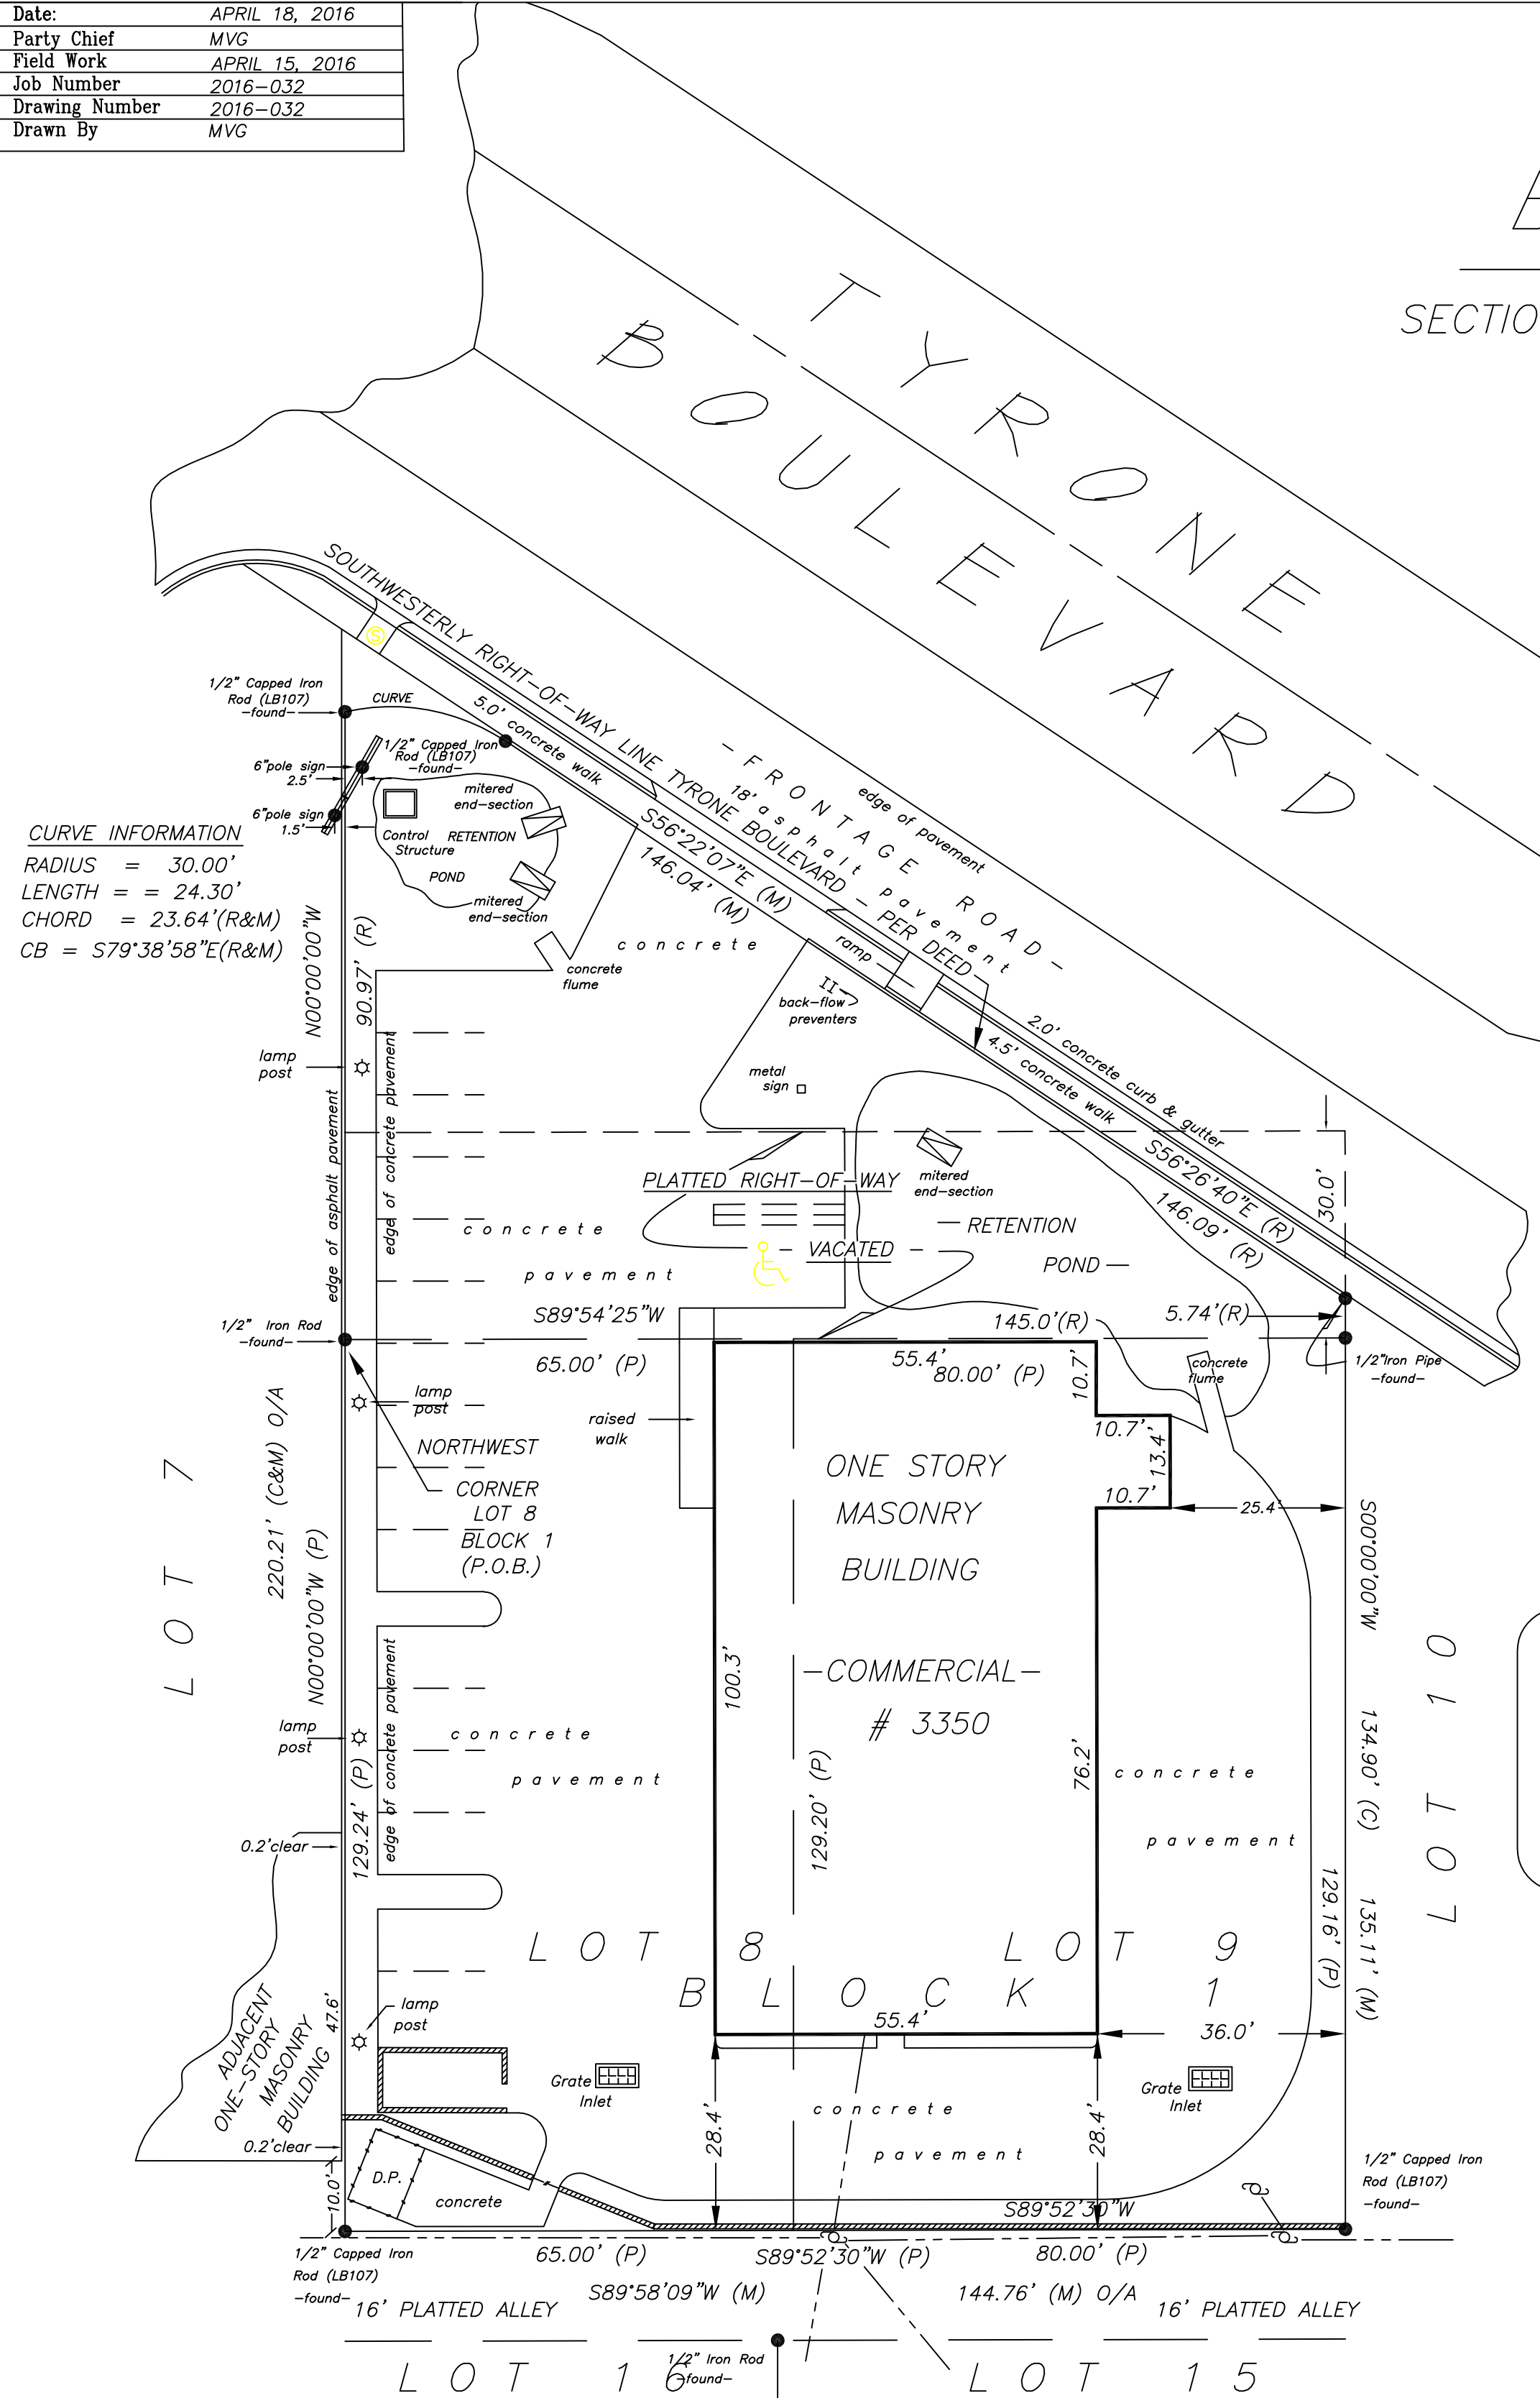 Date: APRIL 18, 2016
Party Chief MVG
Field Work APRIL 15, 2016
Job Number 2016-032
Drawing Number 2016-032
Drawn By MVG
SECTIO
TYRONE
BOULEVARD
SOUTHWESTERLY RIGHT-OF-WAY LINE TYRONE BOULEVARD - PER DEED
S
1/2" Capped Iron
Rod (LB107)
-found-
CURVE
5.0' concrete walk
1/2" Capped Iron
Rod (LB107)
-found-
6"pole sign
2.5'
6"pole sign
1.5'
mitered
end-section
Control
Structure
RETENTION
POND
mitered
end-section
S56°22'07"E (M)
146.04' (M)
- FRONTAGE ROAD -
18' asphalt pavement
edge of pavement
CURVE INFORMATION
RADIUS = 30.00'
LENGTH = = 24.30'
CHORD = 23.64'(R&M)
CB = S79°38'58"E(R&M)
N00°00'00"W
90.97' (R)
concrete
concrete
flume
ramp
back-flow
preventers
2.0' concrete curb & gutter
4.5' concrete walk
S56°26'40"E (R)
146.09' (R)
lamp
post
metal
sign
edge of asphalt pavement
edge of concrete pavement
30.0'
PLATTED RIGHT-OF-WAY
mitered
end-section
concrete
pavement
- VACATED -
- RETENTION
POND -
S89°54'25"W
145.0'(R)
5.74'(R)
1/2" Iron Rod
-found-
65.00' (P)
55.4'
80.00' (P)
10.7'
concrete
flume
1/2"Iron Pipe
-found-
lamp
post
raised
walk
10.7'
13.4'
10.7'
25.4'
NORTHWEST
CORNER
LOT 8
BLOCK 1
(P.O.B.)
220.21' (C&M) O/A
N00°00'00"W (P)
LOT 7
ONE STORY
MASONRY
BUILDING
-COMMERCIAL-
# 3350
100.3'
76.2'
129.20' (P)
S00°00'00"W
134.90' (C)
135.11' (M)
129.16' (P)
LOT 10
lamp
post
concrete
pavement
concrete
pavement
129.24' (P)
edge of concrete pavement
0.2'clear
LOT 8
LOT 9
BLOCK 1
55.4'
36.0'
ADJACENT
ONE-STORY
MASONRY
BUILDING
47.6'
lamp
post
Grate
Inlet
Grate
Inlet
28.4'
28.4'
concrete
pavement
0.2'clear
10.0'
D.P.
concrete
S89°52'30"W
1/2" Capped Iron
Rod (LB107)
-found-
1/2" Capped Iron
Rod (LB107)
-found-
65.00' (P)
S89°52'30"W (P)
80.00' (P)
S89°58'09"W (M)
144.76' (M) O/A
16' PLATTED ALLEY
16' PLATTED ALLEY
1/2" Iron Rod
-found-
LOT 16
LOT 15